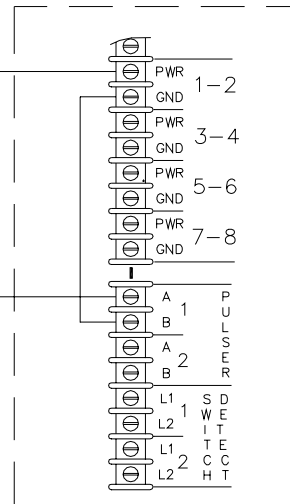 PWR 1-2
GND
PWR 3-4
GND
PWR 5-6
GND
PWR 7-8
GND
A 1
B
A 2
B
PULSER
L1 1
L2
L1 2
L2
SWITCH
DETECT